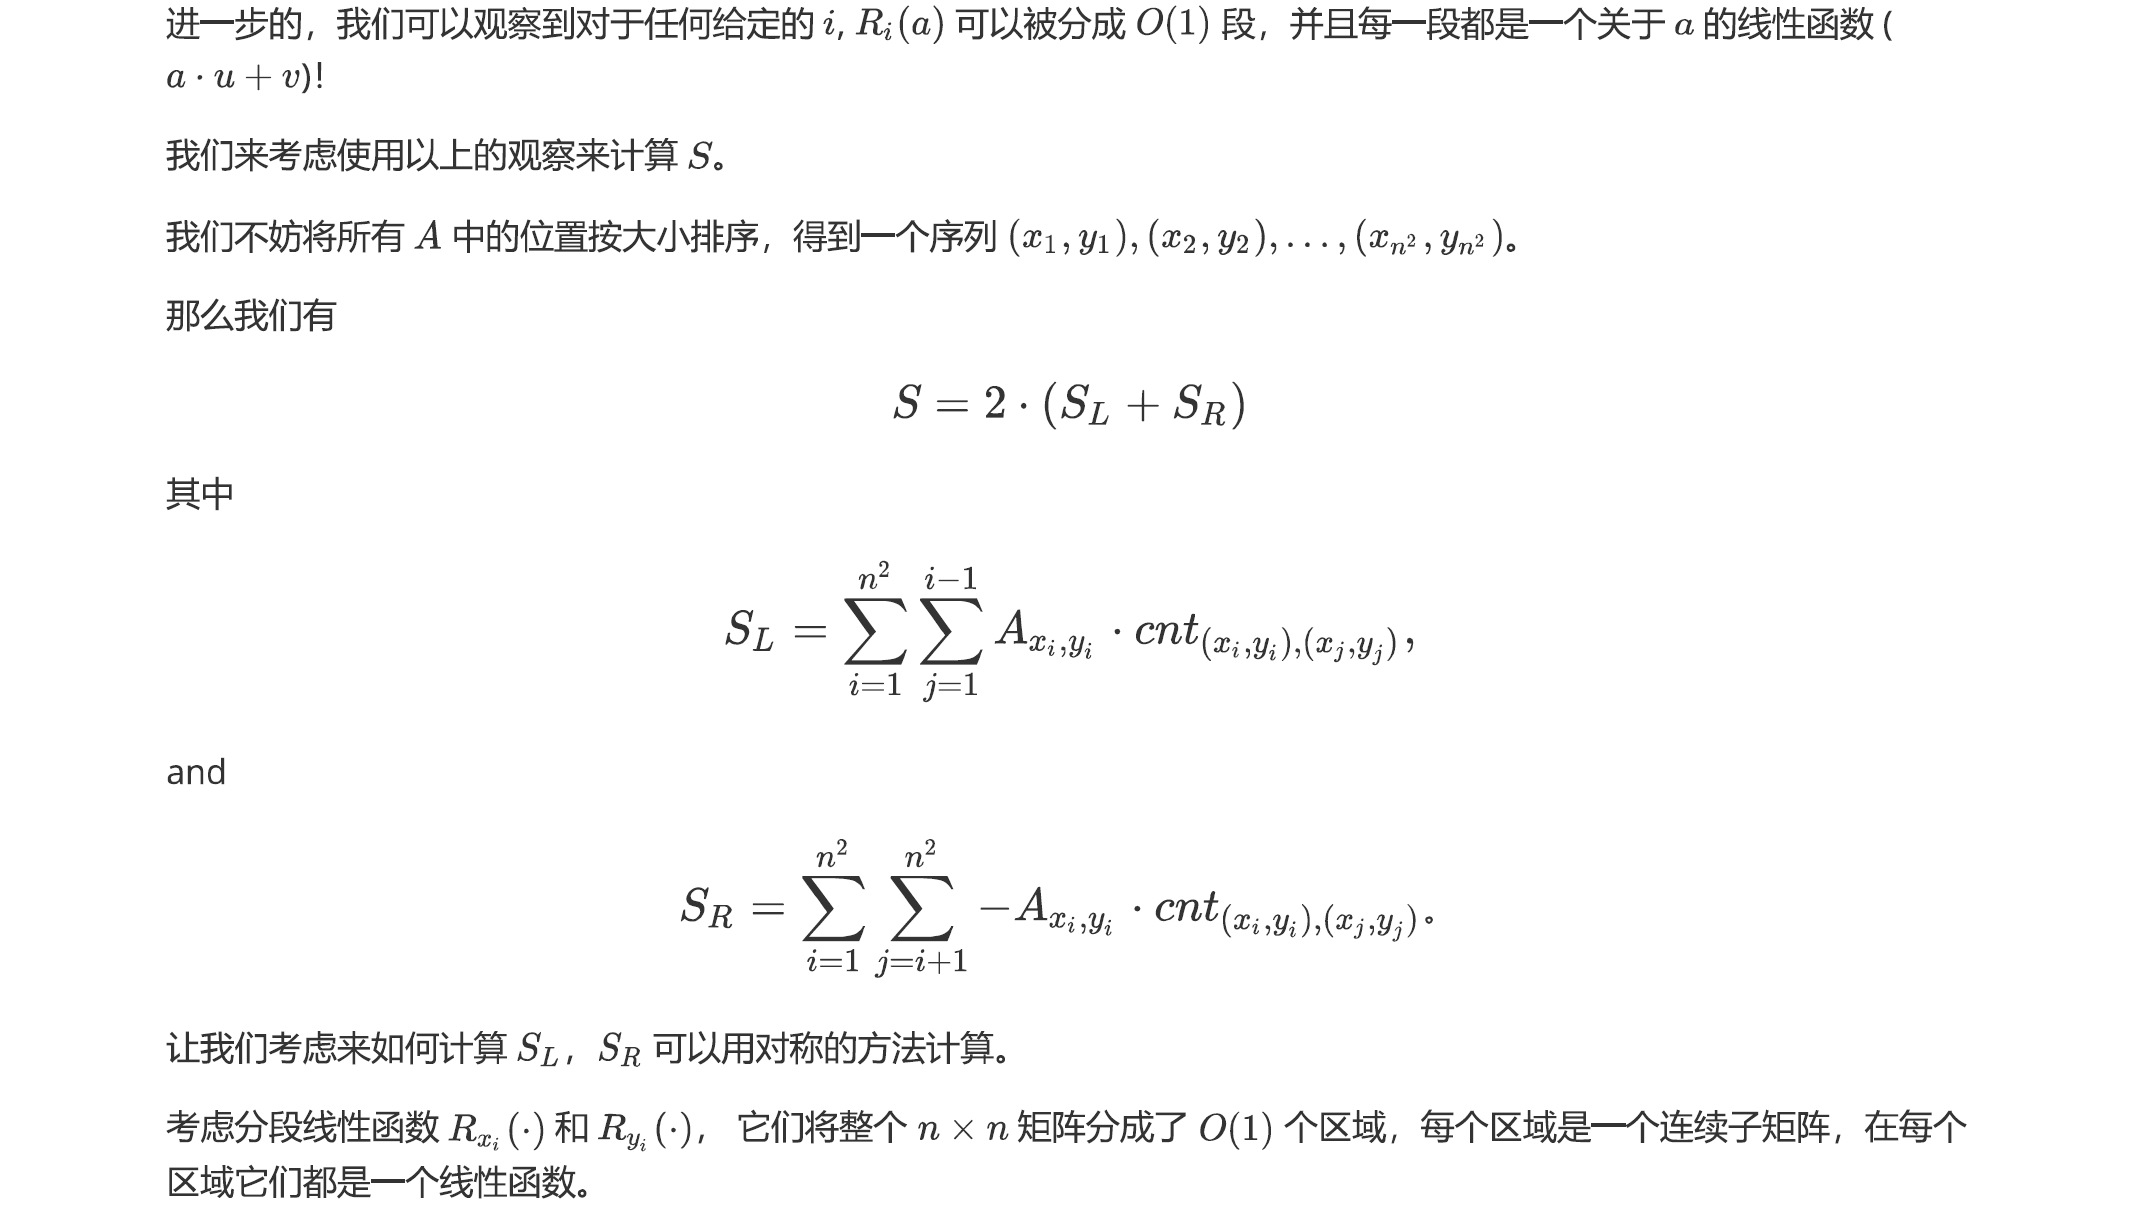 进一步的，我们可以观察到对于任何给定的 $i$, $R_i(a)$ 可以被分成 $O(1)$ 段，并且每一段都是一个关于 $a$ 的线性函数 (
$a \cdot u + v$)!
我们来考虑使用以上的观察来计算 $S$。
我们不妨将所有 $A$ 中的位置按大小排序，得到一个序列 $(x_1, y_1), (x_2, y_2), \ldots, (x_{n^2}, y_{n^2})$。
那么我们有
$S = 2 \cdot (S_L + S_R)$
其中
$S_L = \sum_{i=1}^{n^2} \sum_{j=1}^{i-1} A_{x_i,y_i} \cdot cnt_{(x_i,y_i),(x_j,y_j)},$
and
$S_R = \sum_{i=1}^{n^2} \sum_{j=i+1}^{n^2} -A_{x_i,y_i} \cdot cnt_{(x_i,y_i),(x_j,y_j)}。$
让我们考虑来如何计算 $S_L$，$S_R$ 可以用对称的方法计算。
考虑分段线性函数 $R_{x_i}(\cdot)$ 和 $R_{y_i}(\cdot)$， 它们将整个 $n \times n$ 矩阵分成了 $O(1)$ 个区域，每个区域是一个连续子矩阵，在每个
区域它们都是一个线性函数。